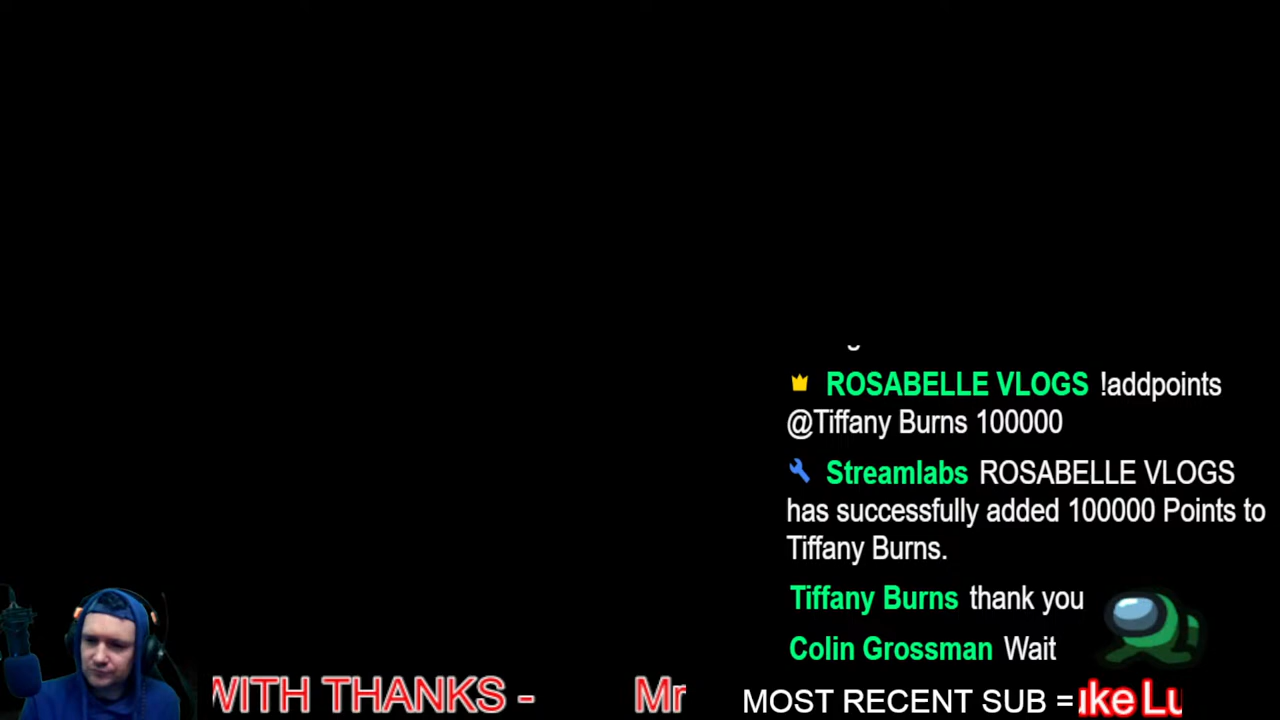 ROSABELLE VLOGS !addpoints
@Tiffany Burns 100000
Streamlabs ROSABELLE VLOGS
has successfully added 100000 Points to
Tiffany Burns.
Tiffany Burns thank you
Colin Grossman Wait
WITH THANKS - Mr
MOST RECENT SUB =